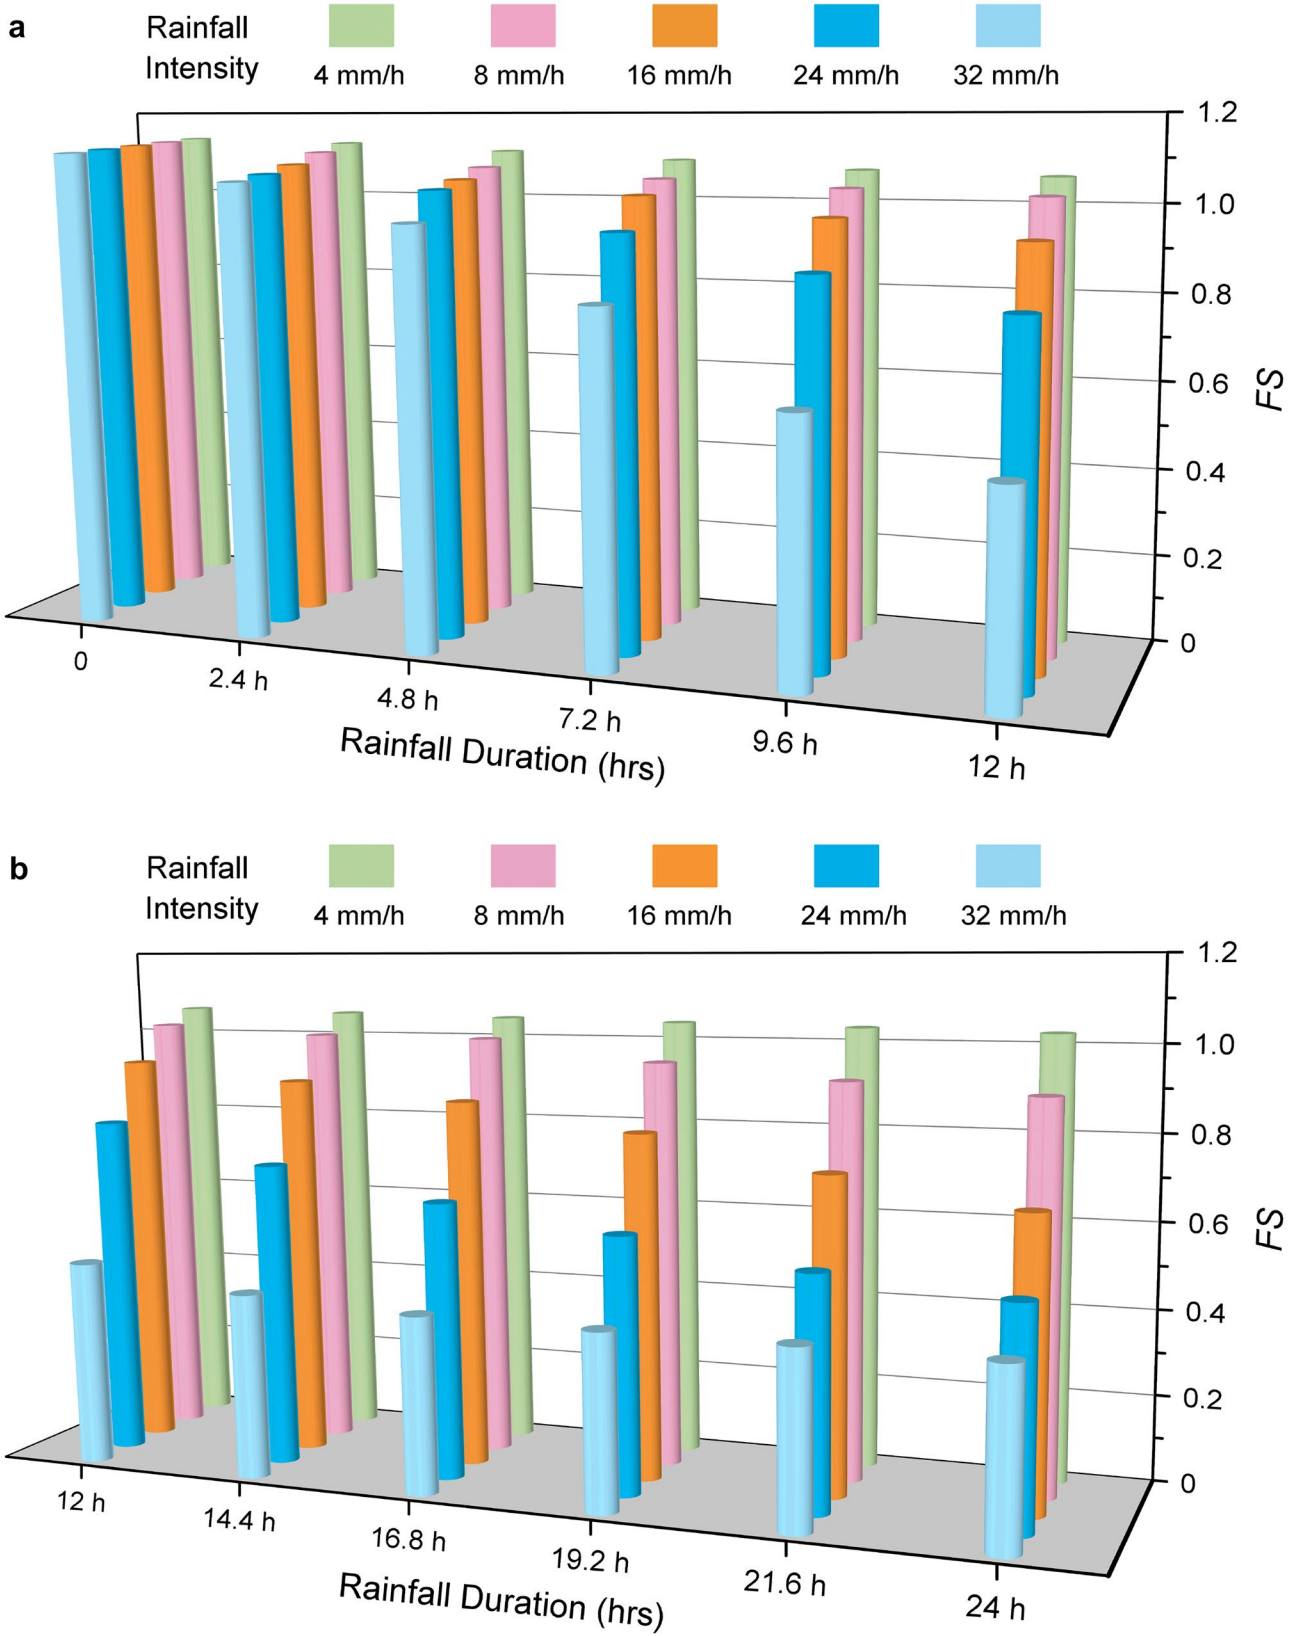 a
Rainfall
Intensity
4 mm/h 8 mm/h 16 mm/h 24 mm/h 32 mm/h
1.2
1.0
0.8
0.6
0.4
0.2
0
FS
0 2.4 h 4.8 h 7.2 h 9.6 h 12 h
Rainfall Duration (hrs)
b
Rainfall
Intensity
4 mm/h 8 mm/h 16 mm/h 24 mm/h 32 mm/h
1.2
1.0
0.8
0.6
0.4
0.2
0
FS
12 h 14.4 h 16.8 h 19.2 h 21.6 h 24 h
Rainfall Duration (hrs)